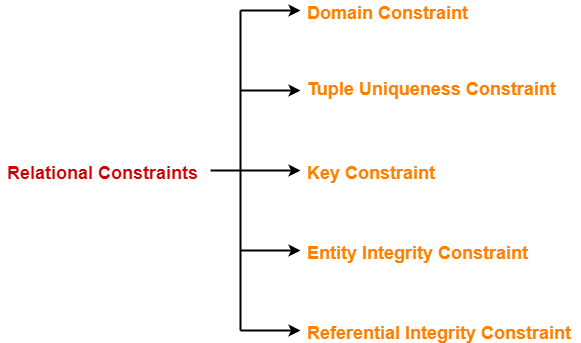 Domain Constraint
Tuple Uniqueness Constraint
Relational Constraints
Key Constraint
Entity Integrity Constraint
Referential Integrity Constraint